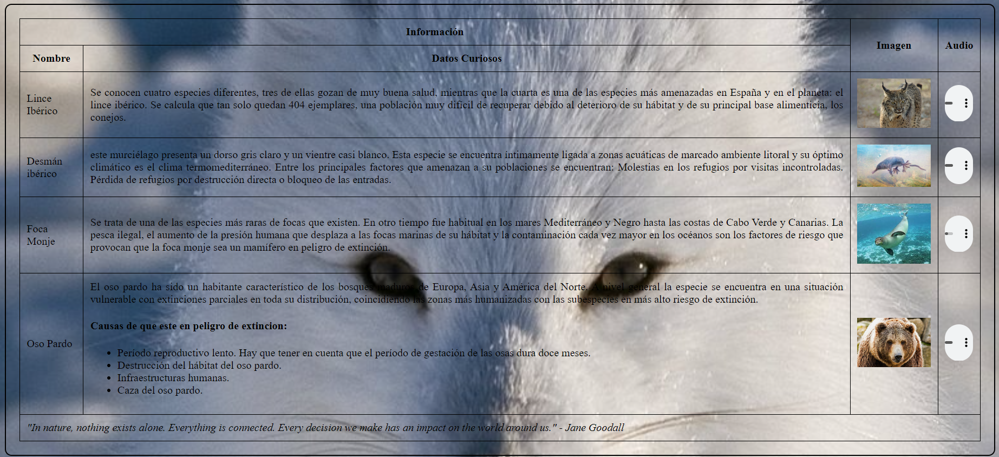 Información
Imagen
Audio
Nombre
Datos Curiosos
Lince
Ibérico
Se conocen cuatro especies diferentes, tres de ellas gozan de muy buena salud, mientras que la cuarta es una de las especies más amenazadas en España y en el planeta: el
lince ibérico. Se calcula que tan solo quedan 404 ejemplares, una población muy difícil de recuperar debido al deterioro de su hábitat y de su principal base alimenticia, los
conejos.
Desmán
ibérico
este murciélago presenta un dorso gris claro y un vientre casi blanco. Esta especie se encuentra íntimamente ligada a zonas acuáticas de marcado ambiente litoral y su óptimo
climático es el clima termomediterráneo. Entre los principales factores que amenazan a su poblaciones se encuentran: Molestias en los refugios por visitas incontroladas.
Pérdida de refugios por destrucción directa o bloqueo de las entradas.
Foca
Monje
Se trata de una de las especies más raras de focas que existen. En otro tiempo fue habitual en los mares Mediterráneo y Negro hasta las costas de Cabo Verde y Canarias. La
pesca ilegal, el aumento de la presión humana que desplaza a las focas marinas de su hábitat y la contaminación cada vez mayor en los océanos son los factores de riesgo que
provocan que la foca monje sea un mamífero en peligro de extinción.
Oso Pardo
El oso pardo ha sido un habitante característico de los bosques maduros de Europa, Asia y América del Norte. A nivel general la especie se encuentra en una situación
vulnerable con extinciones parciales en toda su distribución, coincidiendo las zonas más humanizadas con las subespecies en más alto riesgo de extinción.
Causas de que este en peligro de extincion:
• Período reproductivo lento. Hay que tener en cuenta que el período de gestación de las osas dura doce meses.
• Destrucción del hábitat del oso pardo.
• Infraestructuras humanas.
• Caza del oso pardo.
"In nature, nothing exists alone. Everything is connected. Every decision we make has an impact on the world around us." - Jane Goodall